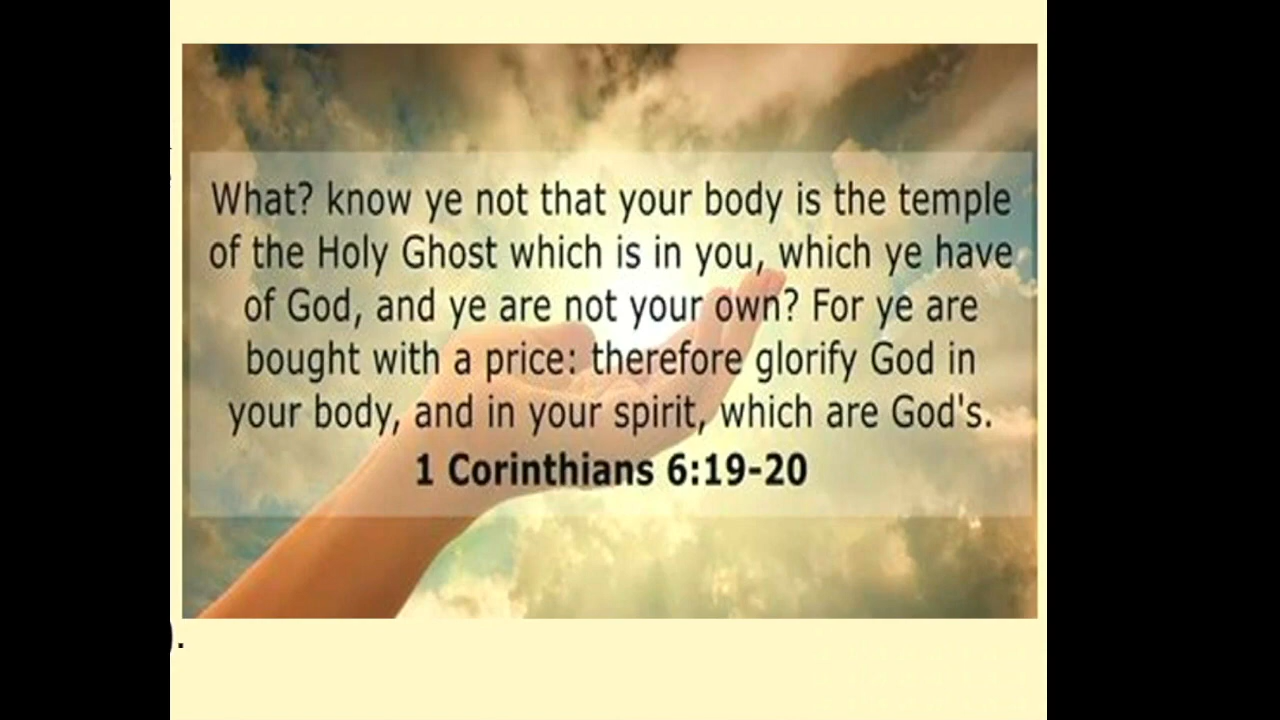 What? know ye not that your body is the temple
of the Holy Ghost which is in you, which ye have
of God, and ye are not your own? For ye are
bought with a price: therefore glorify God in
your body, and in your spirit, which are God's.
1 Corinthians 6:19-20
).